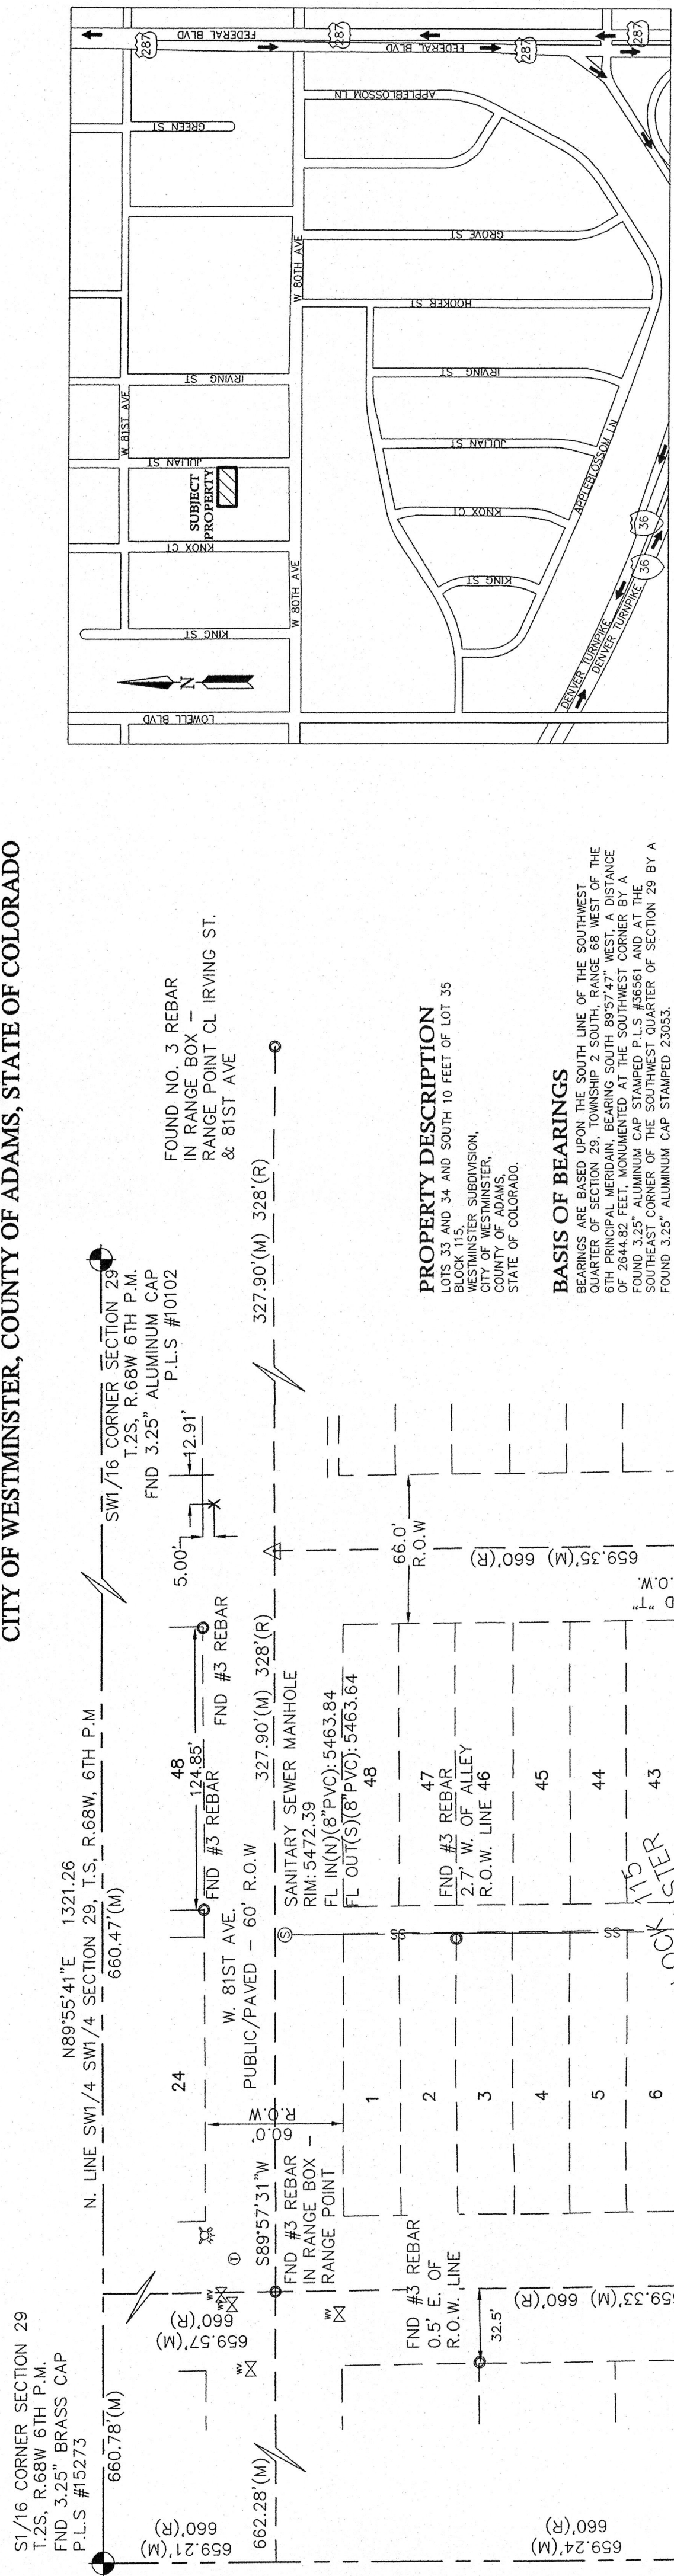 CITY OF WESTMINSTER, COUNTY OF ADAMS, STATE OF COLORADO
S1/16 CORNER SECTION 29
T.2S, R.68W 6TH P.M.
FND 3.25" BRASS CAP
P.L.S #15273
660.78'(M)
N89°55'41"E 1321.26
N. LINE SW1/4 SW1/4 SECTION 29, T.S, R.68W, 6TH P.M
660.47'(M)
SW1/16 CORNER SECTION 29
T.2S, R.68W 6TH P.M.
FND 3.25" ALUMINUM CAP
P.L.S #10102
659.21'(M)
660'(R)
659.57'(M)
660'(R)
24
48
124.85'
FND #3 REBAR
FND #3 REBAR
5.00'
12.91'
FOUND NO. 3 REBAR
IN RANGE BOX -
RANGE POINT CL IRVING ST.
& 81ST AVE
WV
WV
T
W. 81ST AVE.
PUBLIC/PAVED - 60' R.O.W
60.0'
R.O.W
662.28'(M)
S89°57'31"W
327.90'(M) 328'(R)
327.90'(M) 328'(R)
FND #3 REBAR
IN RANGE BOX -
RANGE POINT
WV
S
SANITARY SEWER MANHOLE
RIM: 5472.39
FL IN(N)(8"PVC): 5463.84
FL OUT(S)(8"PVC): 5463.64
1
48
2
47
3
FND #3 REBAR
2.7' W. OF ALLEY
R.O.W. LINE
46
4
45
5
44
6
43
SS
SS
66.0'
R.O.W
FND #3 REBAR
0.5' E. OF
R.O.W. LINE
32.5'
659.24'(M)
660'(R)
59.33'(M)
660'(R)
659.35'(M)
660'(R)
.O.W.
D "T"
LOCK 115
STER
PROPERTY DESCRIPTION
LOTS 33 AND 34 AND SOUTH 10 FEET OF LOT 35
BLOCK 115,
WESTMINSTER SUBDIVISION,
CITY OF WESTMINSTER,
COUNTY OF ADAMS,
STATE OF COLORADO.
BASIS OF BEARINGS
BEARINGS ARE BASED UPON THE SOUTH LINE OF THE SOUTHWEST
QUARTER OF SECTION 29, TOWNSHIP 2 SOUTH, RANGE 68 WEST OF THE
6TH PRINCIPAL MERIDAIN, BEARING SOUTH 89°57'47" WEST, A DISTANCE
OF 2644.82 FEET, MONUMENTED AT THE SOUTHWEST CORNER BY A
FOUND 3.25" ALUMINUM CAP STAMPED P.L.S #36561 AND AT THE
SOUTHEAST CORNER OF THE SOUTHWEST QUARTER OF SECTION 29 BY A
FOUND 3.25" ALUMINUM CAP STAMPED 23053.
LOWELL BLVD
N
KING ST
KNOX CT
SUBJECT
PROPERTY
JULIAN ST
W 81ST AVE
IRVING ST
GREEN ST
FEDERAL BLVD
FEDERAL BLVD
287
287
287
287
W 80TH AVE
W 80TH AVE
KING ST
KNOX CT
JULIAN ST
IRVING ST
HOOKER ST
GROVE ST
APPLEBLOSSOM LN
APPLEBLOSSOM LN
DENVER TURNPIKE
DENVER TURNPIKE
36
36